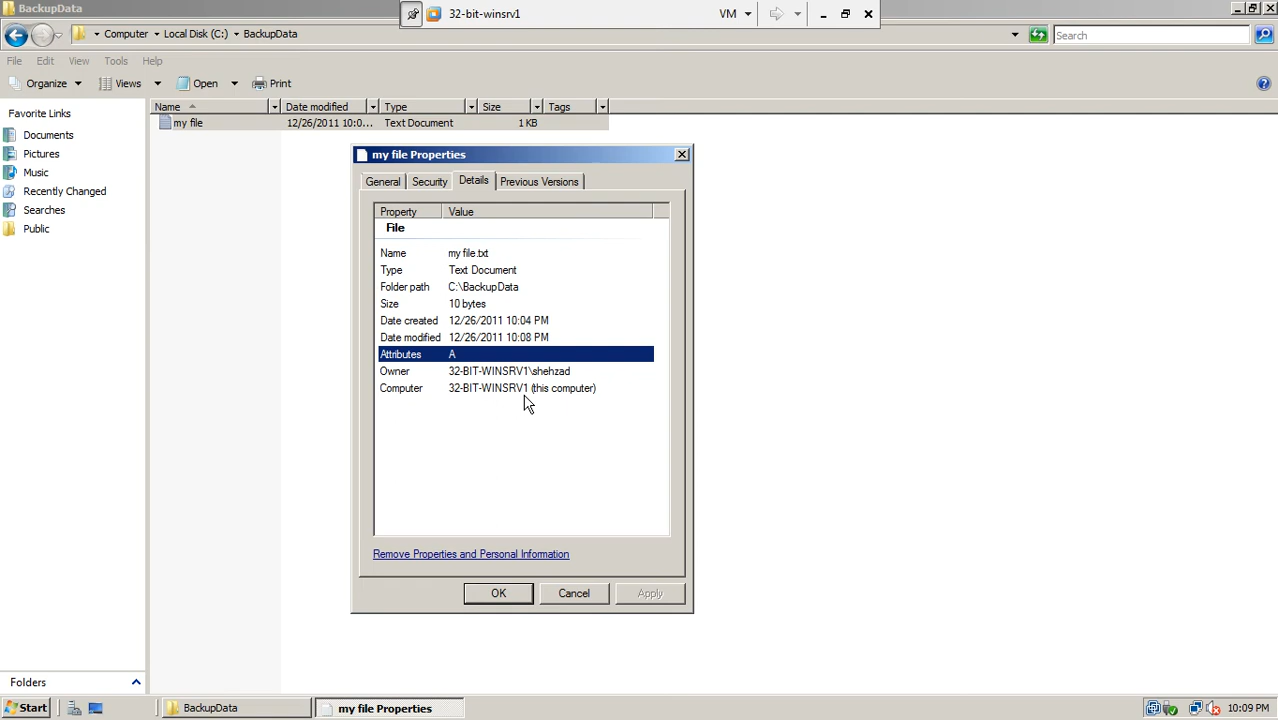 BackupData
32-bit-winsrv1
VM
Computer
Local Disk (C:)
BackupData
Search
File Edit View Tools Help
Organize Views Open Print
Favorite Links
Documents
Pictures
Music
Recently Changed
Searches
Public
Folders
Name Date modified Type Size Tags
my file 12/26/2011 10:0... Text Document 1 KB
my file Properties
General Security Details Previous Versions
Property Value
File
Name my file.txt
Type Text Document
Folder path C:\BackupData
Size 10 bytes
Date created 12/26/2011 10:04 PM
Date modified 12/26/2011 10:08 PM
Attributes A
Owner 32-BIT-WINSRV1\shehzad
Computer 32-BIT-WINSRV1 (this computer)
Remove Properties and Personal Information
OK Cancel Apply
Start BackupData my file Properties 10:09 PM